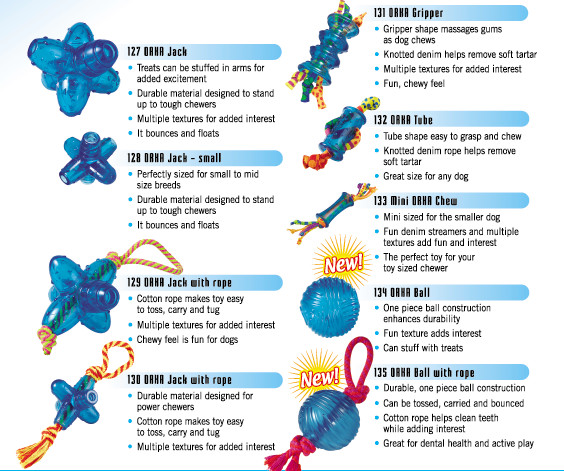 127 ORKA Jack
• Treats can be stuffed in arms for
added excitement
• Durable material designed to stand
up to tough chewers
• Multiple textures for added interest
• It bounces and floats
128 ORKA Jack - small
• Perfectly sized for small to mid
size breeds
• Durable material designed to stand
up to tough chewers
• It bounces and floats
129 ORKA Jack with rope
• Cotton rope makes toy easy
to toss, carry and tug
• Multiple textures for added interest
• Chewy feel is fun for dogs
130 ORKA Jack with rope
• Durable material designed for
power chewers
• Cotton rope makes toy easy
to toss, carry and tug
• Multiple textures for added interest
131 ORKA Gripper
• Gripper shape massages gums
as dog chews
• Knotted denim helps remove soft tartar
• Multiple textures for added interest
• Fun, chewy feel
132 ORKA Tube
• Tube shape easy to grasp and chew
• Knotted denim rope helps remove
soft tartar
• Great size for any dog
133 Mini ORKA Chew
• Mini sized for the smaller dog
• Fun denim streamers and multiple
textures add fun and interest
• The perfect toy for your
toy sized chewer
New!
134 ORKA Ball
• One piece ball construction
enhances durability
• Fun texture adds interest
• Can stuff with treats
New!
135 ORKA Ball with rope
• Durable, one piece ball construction
• Can be tossed, carried and bounced
• Cotton rope helps clean teeth
while adding interest
• Great for dental health and active play